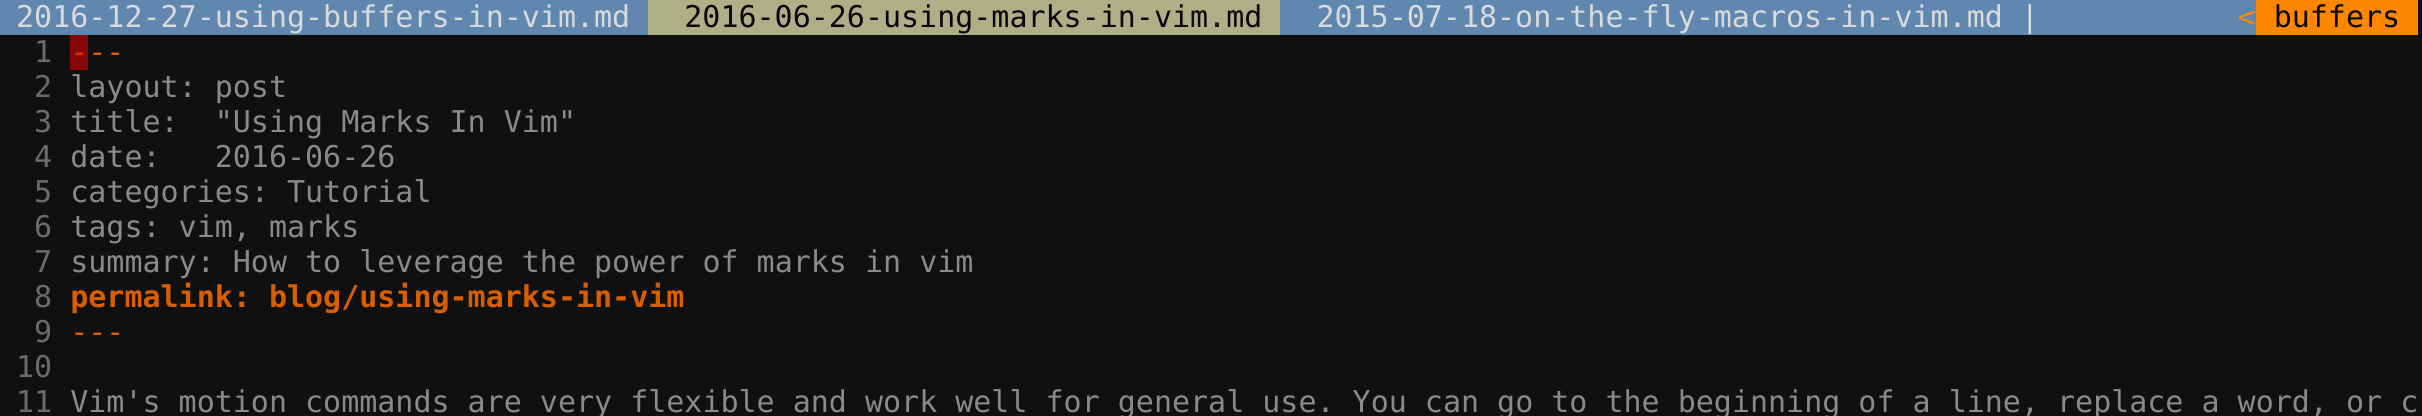 2016-12-27-using-buffers-in-vim.md 2016-06-26-using-marks-in-vim.md 2015-07-18-on-the-fly-macros-in-vim.md | < buffers
1 ---
2 layout: post
3 title:  "Using Marks In Vim"
4 date:   2016-06-26
5 categories: Tutorial
6 tags: vim, marks
7 summary: How to leverage the power of marks in vim
8 permalink: blog/using-marks-in-vim
9 ---
10
11 Vim's motion commands are very flexible and work well for general use. You can go to the beginning of a line, replace a word, or c